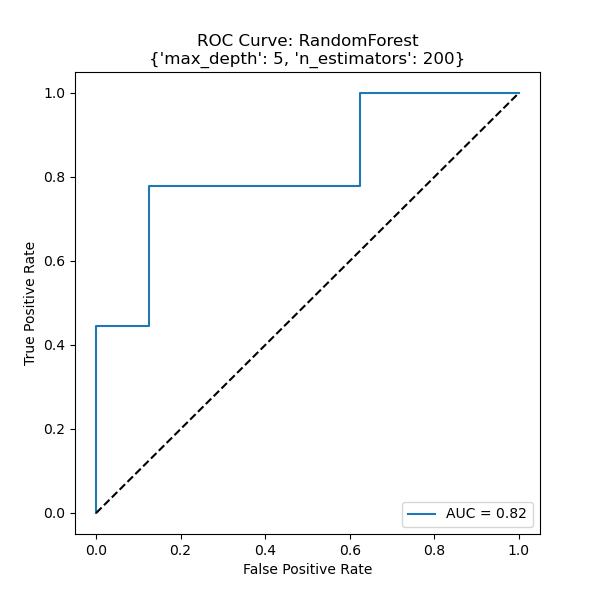 ROC Curve: RandomForest
{'max_depth': 5, 'n_estimators': 200}
1.0
0.8
0.6
0.4
0.2
0.0
True Positive Rate
AUC = 0.82
0.0 0.2 0.4 0.6 0.8 1.0
False Positive Rate